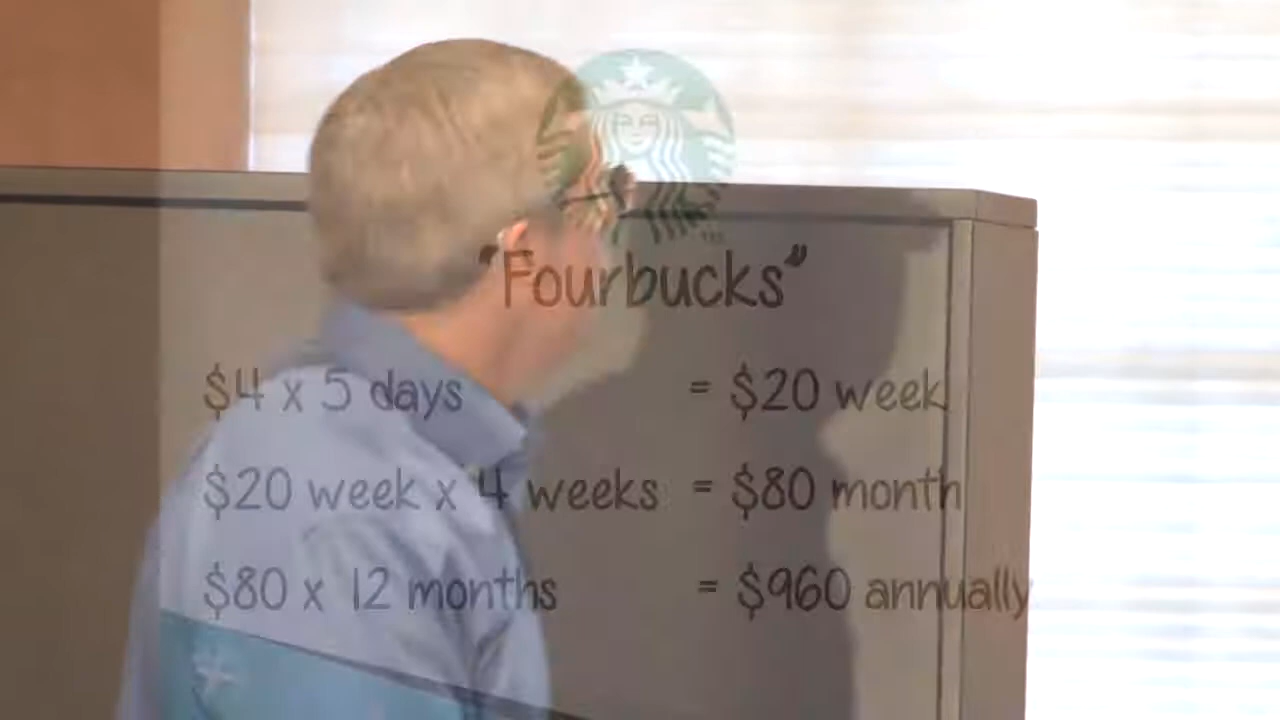 "Fourbucks"
$4 x 5 days = $20 week
$20 week x 4 weeks = $80 month
$80 x 12 months = $960 annually